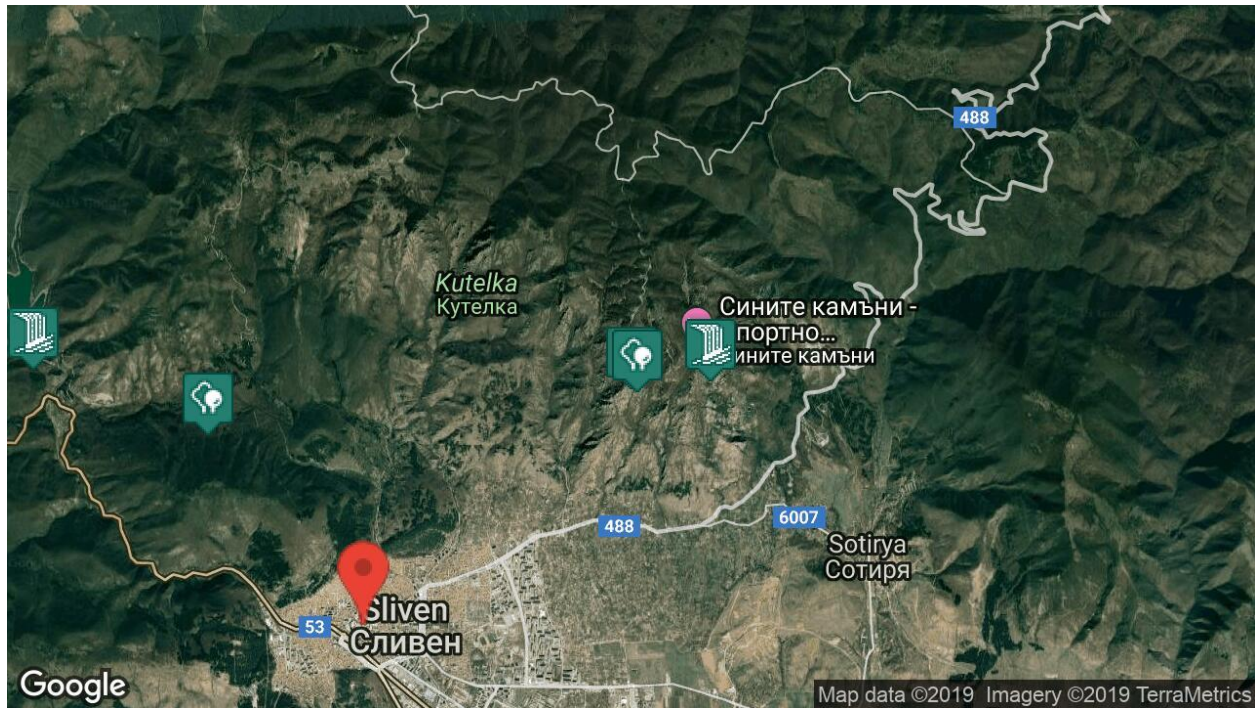 488
Kutelka
Кутелка
Сините камъни -
портно...
ините камъни
488
6007
Sotirya
Сотиря
Sliven
Сливен
53
Google
Map data ©2019 Imagery ©2019 TerraMetrics